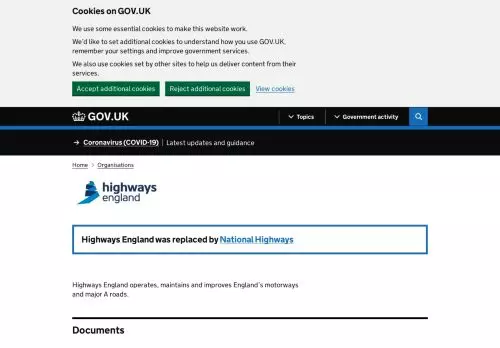 Cookies on GOV.UK
We use some essential cookies to make this website work.
We'd like to set additional cookies to understand how you use GOV.UK,
remember your settings and improve government services.
We also use cookies set by other sites to help us deliver content from their
services.
Accept additional cookies Reject additional cookies View cookies
GOV.UK Topics Government activity
→ Coronavirus (COVID-19) | Latest updates and guidance
Home > Organisations
highways
england
Highways England was replaced by National Highways
Highways England operates, maintains and improves England's motorways
and major A roads.
Documents